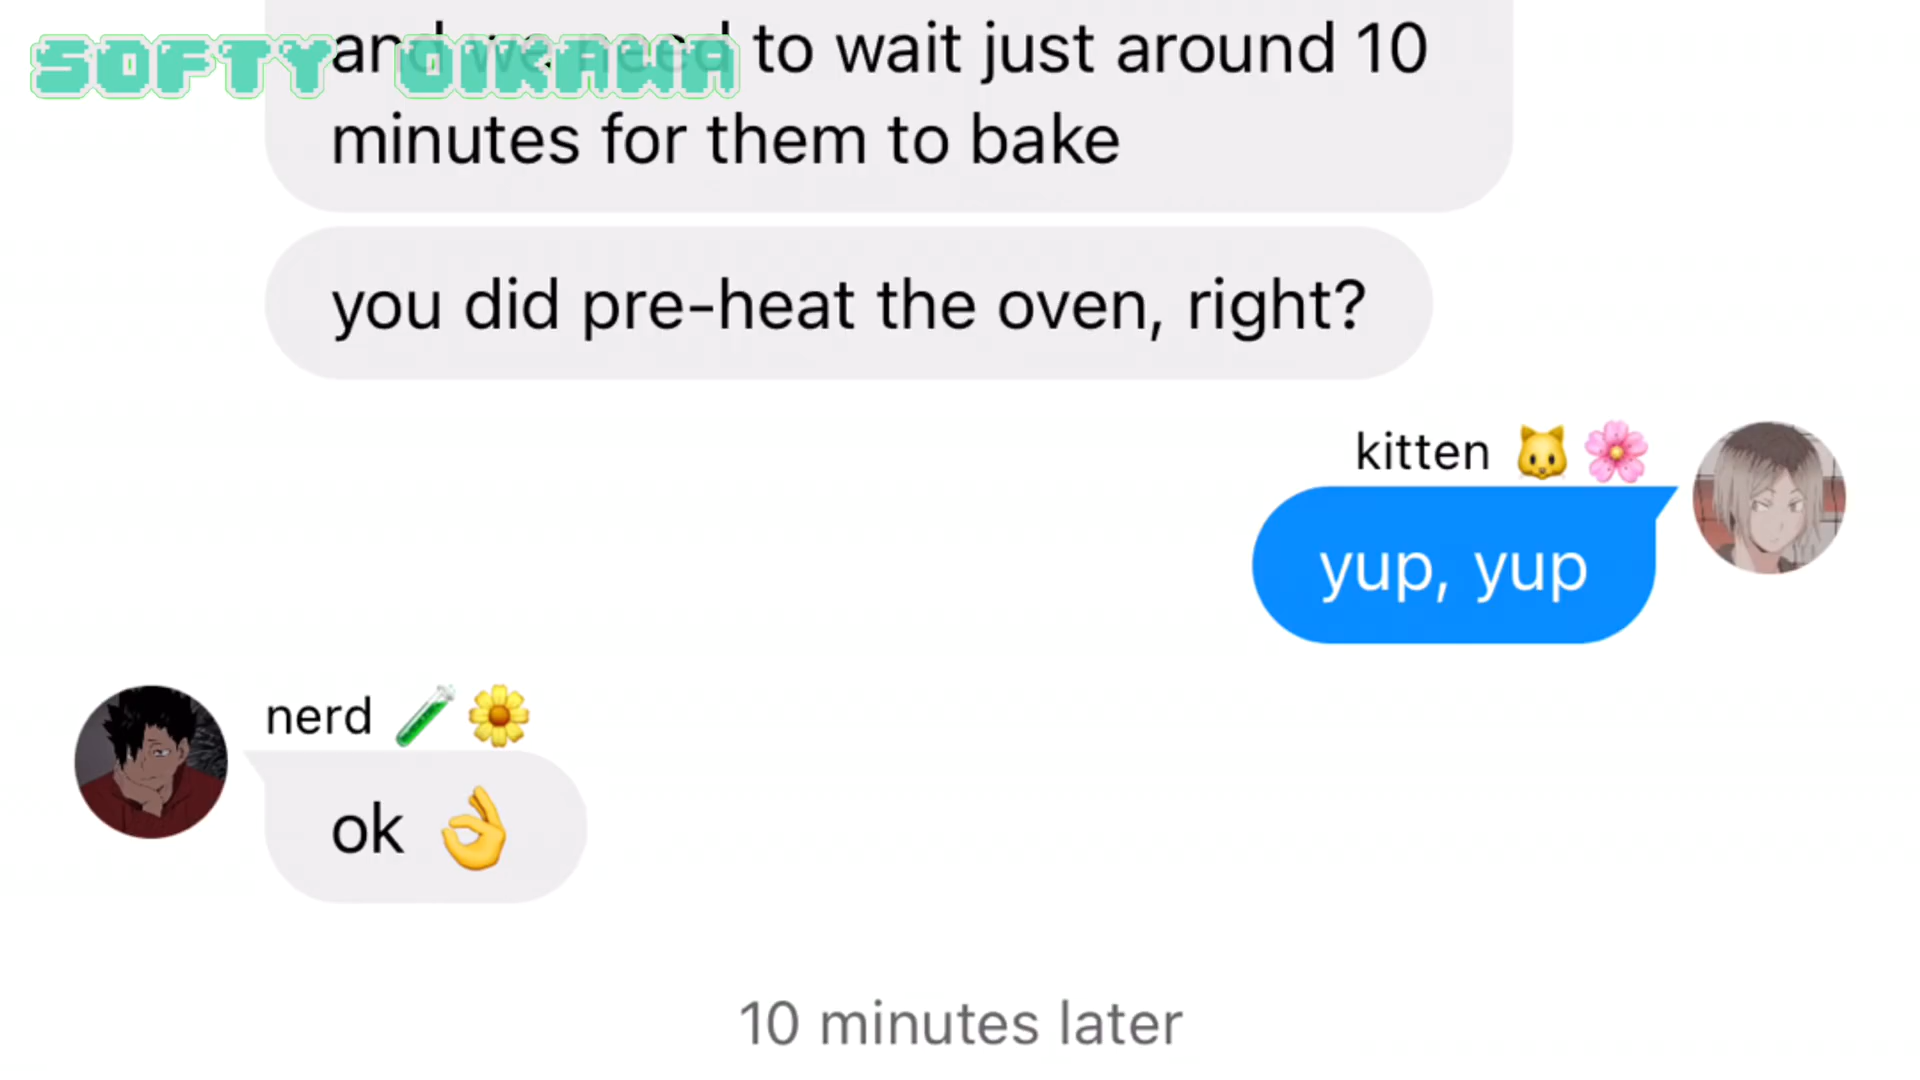 SOFTY OIKAWA
and we need to wait just around 10
minutes for them to bake
you did pre-heat the oven, right?
kitten 🐱🌸
yup, yup
nerd 🧪🌼
ok 👌
10 minutes later